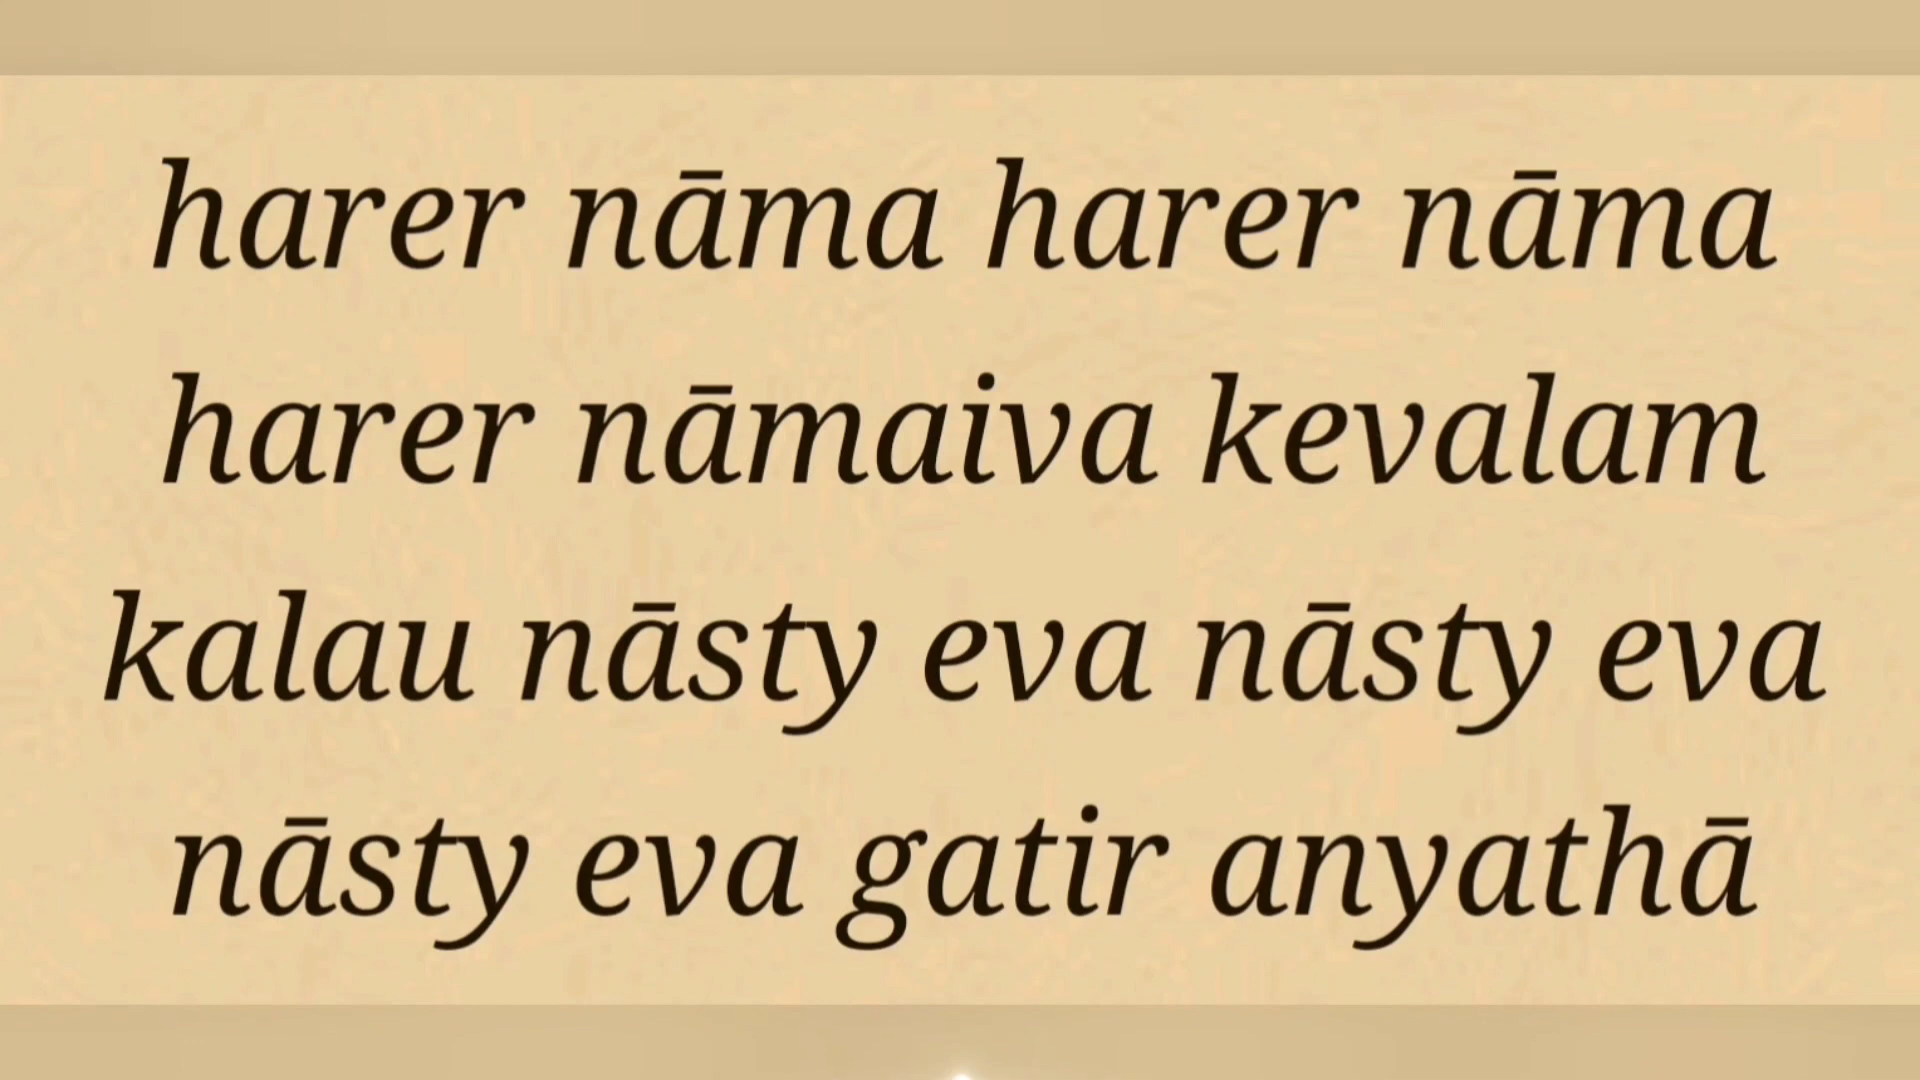 harer nāma harer nāma
harer nāmaiva kevalam
kalau nāsty eva nāsty eva
nāsty eva gatir anyathā